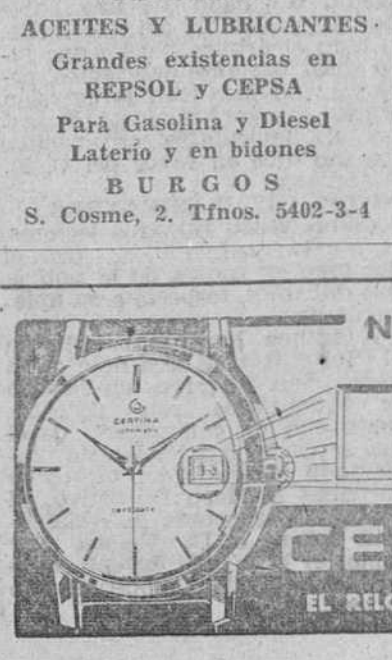 ACEITES Y LUBRICANTES
Grandes existencias en
REPSOL y CEPSA
Parà Gasolina y Diesel
Laterío y en bidones
BURGOS
S. Cosme, 2. Tfnos. 5402-3-4
N
CERTINA
CE
EL RELO